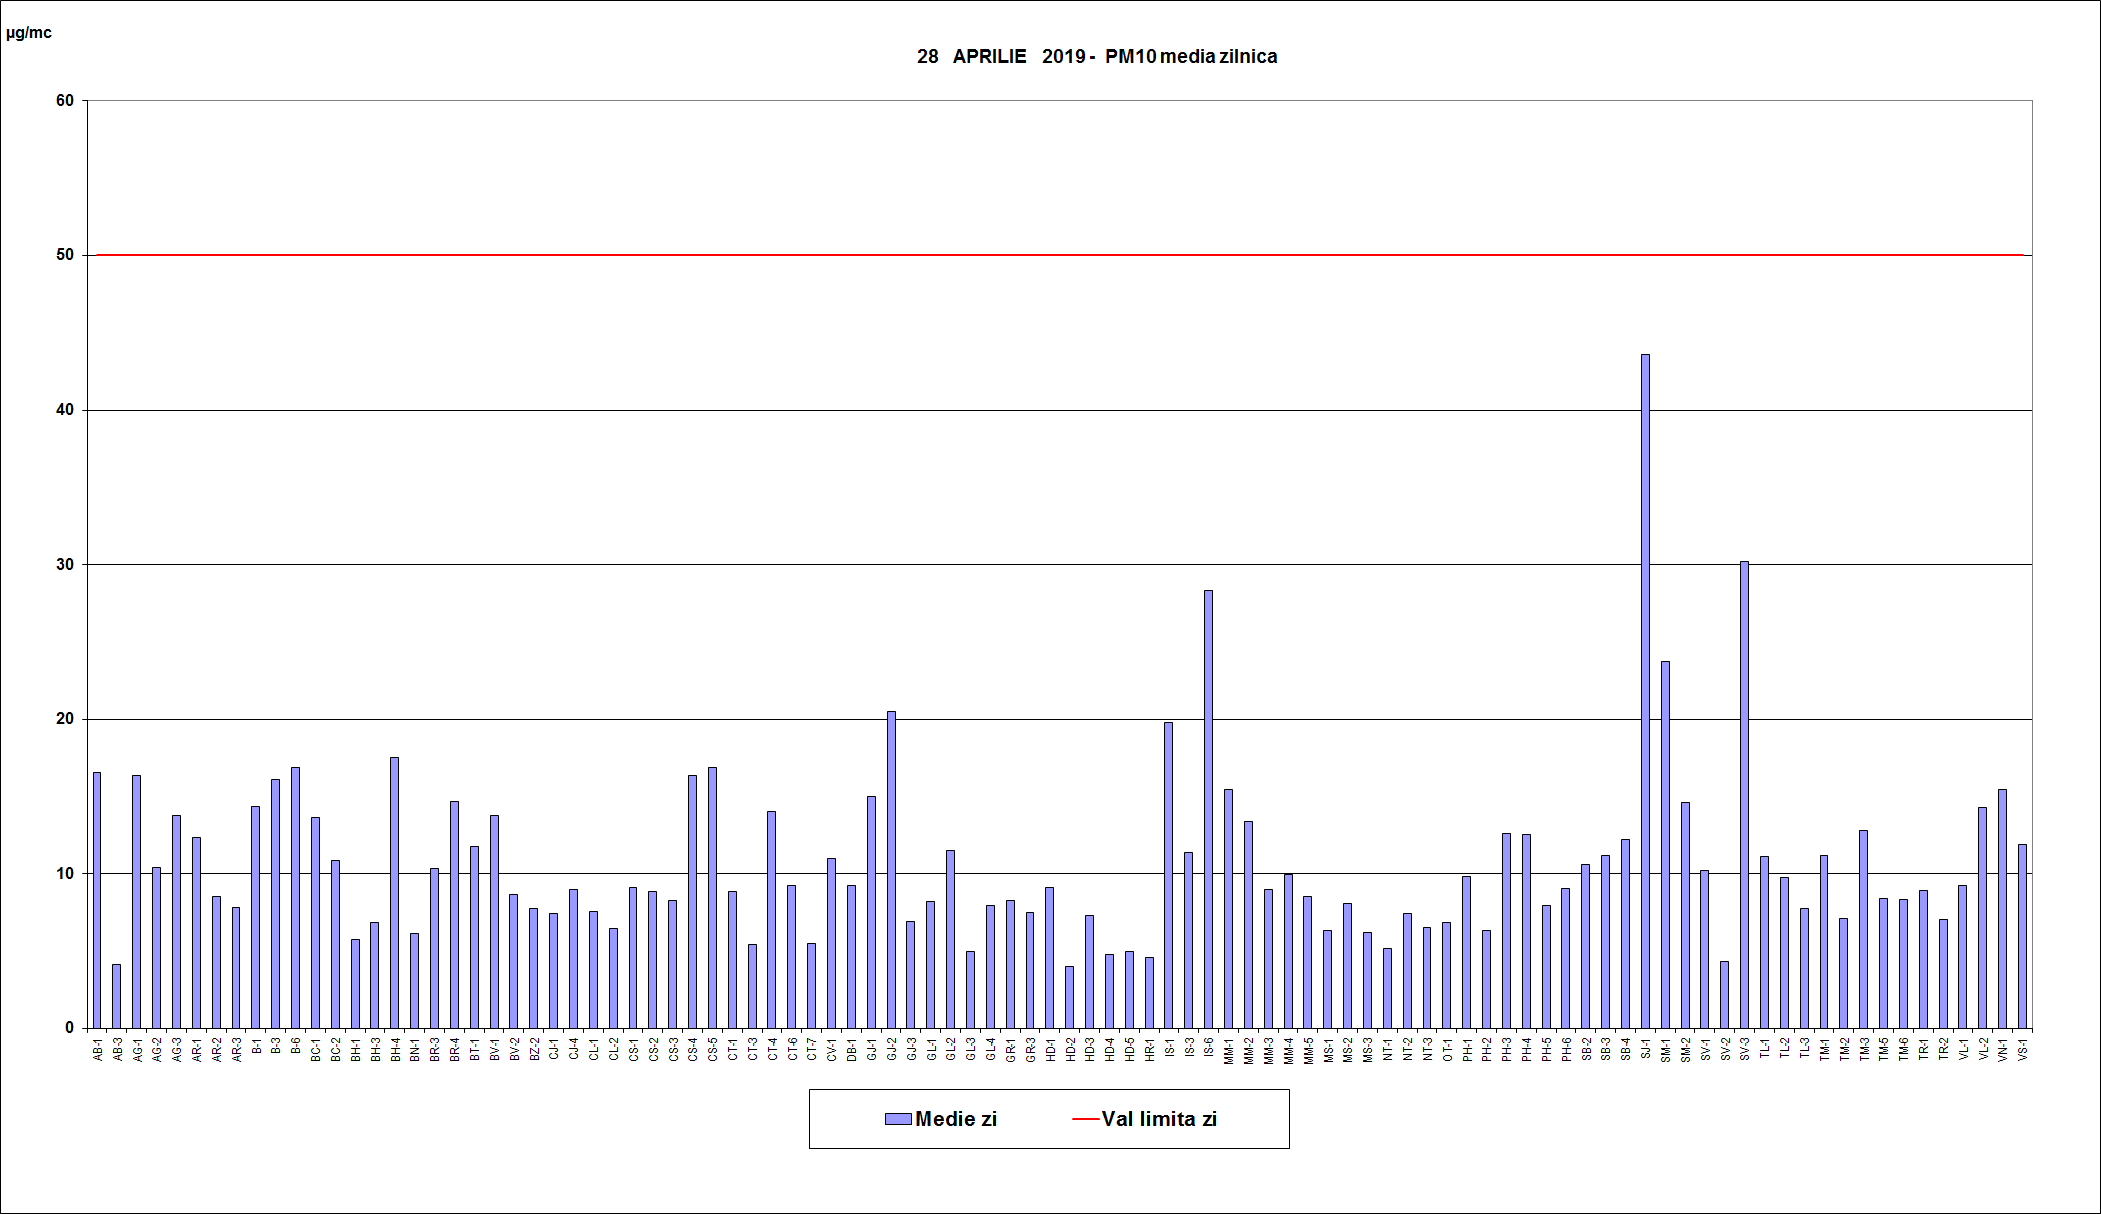 µg/mc
28 APRILIE 2019 - PM10 media zilnica
60
50
40
30
20
10
0
AB-1
AB-3
AG-1
AG-2
AG-3
AR-1
AR-2
AR-3
B-1
B-3
B-6
BC-1
BC-2
BH-1
BH-3
BH-4
BN-1
BR-3
BR-4
BT-1
BV-1
BV-2
BZ-2
CJ-1
CJ-4
CL-1
CL-2
CS-1
CS-2
CS-3
CS-4
CS-5
CT-1
CT-3
CT-4
CT-6
CT-7
CV-1
DB-1
GJ-1
GJ-2
GJ-3
GL-1
GL-2
GL-3
GL-4
GR-1
GR-3
HD-1
HD-2
HD-3
HD-4
HD-5
HR-1
IS-1
IS-3
IS-6
MM-1
MM-2
MM-3
MM-4
MM-5
MS-1
MS-2
MS-3
NT-1
NT-2
NT-3
OT-1
PH-1
PH-2
PH-3
PH-4
PH-5
PH-6
SB-2
SB-3
SB-4
SJ-1
SM-1
SM-2
SV-1
SV-2
SV-3
TL-1
TL-2
TL-3
TM-1
TM-2
TM-3
TM-5
TM-6
TR-1
TR-2
VL-1
VL-2
VN-1
VS-1
Medie zi
Val limita zi